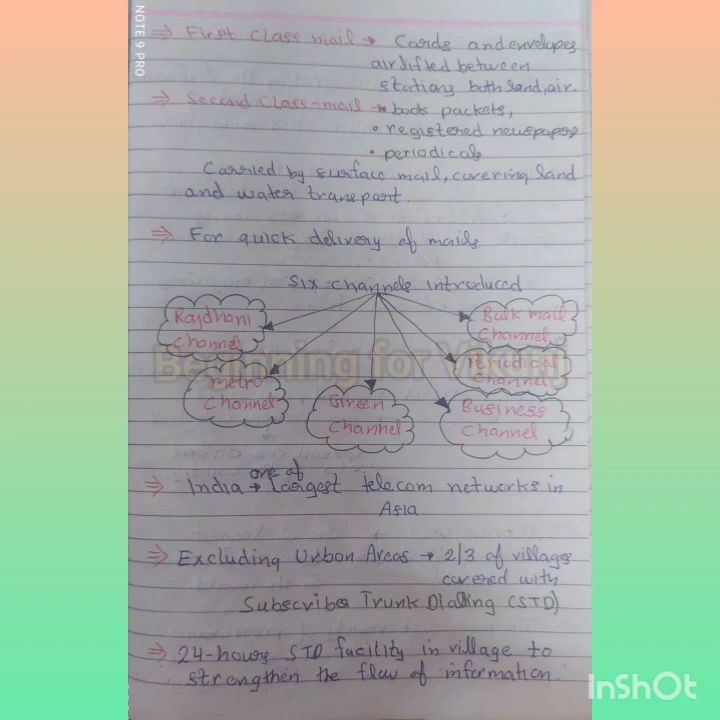 NOTE 9 PRO
⇒ First class mail → Cards and envelopes
airlifted between
stations both land, air.
⇒ Second class-mail → • book packets,
• registered newspapers
• periodicals
Carried by surface mail, covering land
and water transport.
⇒ For quick delivery of mails
Six channels introduced
Rajdhani
Channel
Bulk mail
Channel
Beginning for Vikunj
Periodical
Channel
metro
Channel
Green
Channel
Business
Channel
⇒ India → one of Largest telecom networks in
Asia.
⇒ Excluding Urban Areas → 2/3 of villages
covered with
Subscriber Trunk Dialling (STD)
⇒ 24-hours STD facility in village to
strengthen the flow of information.
InShOt